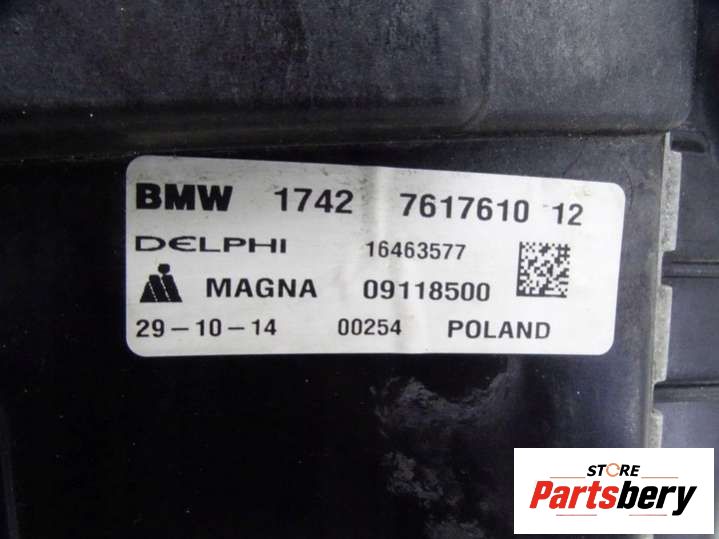 BMW 1742 7617610 12
DELPHI 16463577
MAGNA 09118500
29-10-14 00254 POLAND
STORE
Partsbery